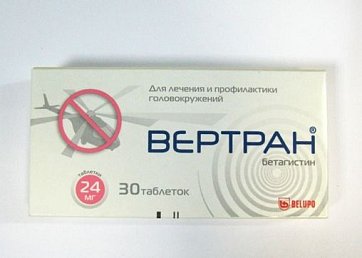 Для лечения и профилактики
головокружений
ВЕРТРАН®
бетагистин
таблетки
24
МГ
30 таблеток
BELUPO